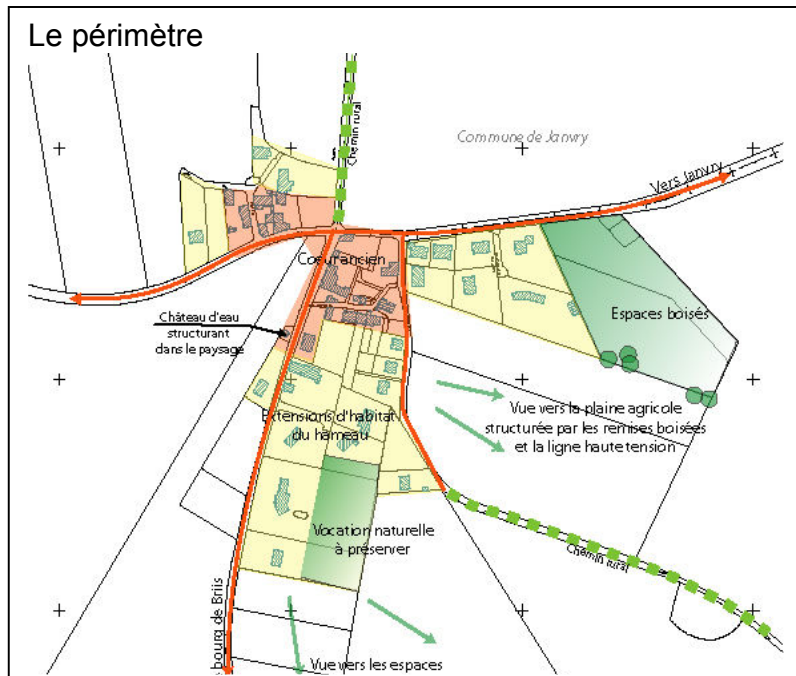 Le périmètre
Chemin rural
Commune de Janvry
Vers Janvry
Coeur ancien
Espaces boisés
Château d'eau
structurant
dans le paysage
Vue vers la plaine agricole
structurée par les remises boisées
et la ligne haute tension
Extensions d'habitat
du hameau
Vocation naturelle
à préserver
Chemin rural
bourg de Briis
Vue vers les espaces